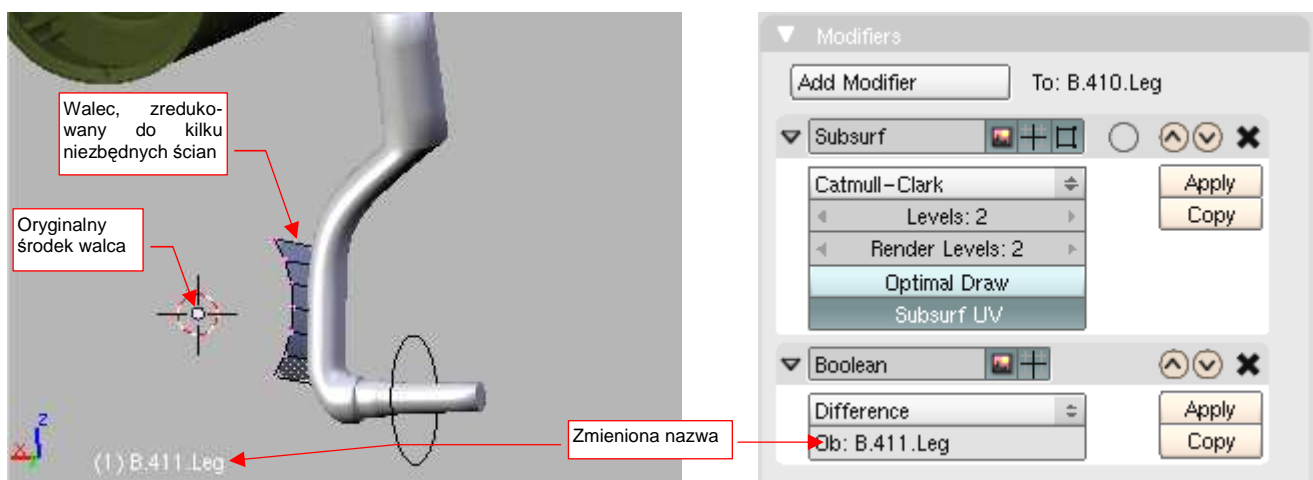 Walec, zreduko-
wany do kilku
niezbędnych ścian
Oryginalny
środek walca
z
x
(1) B.411.Leg
Zmieniona nazwa
Modifiers
Add Modifier To: B.410.Leg
Subsurf
Catmull-Clark Apply
Levels: 2 Copy
Render Levels: 2
Optimal Draw
Subsurf UV
Boolean
Difference Apply
Ob: B.411.Leg Copy